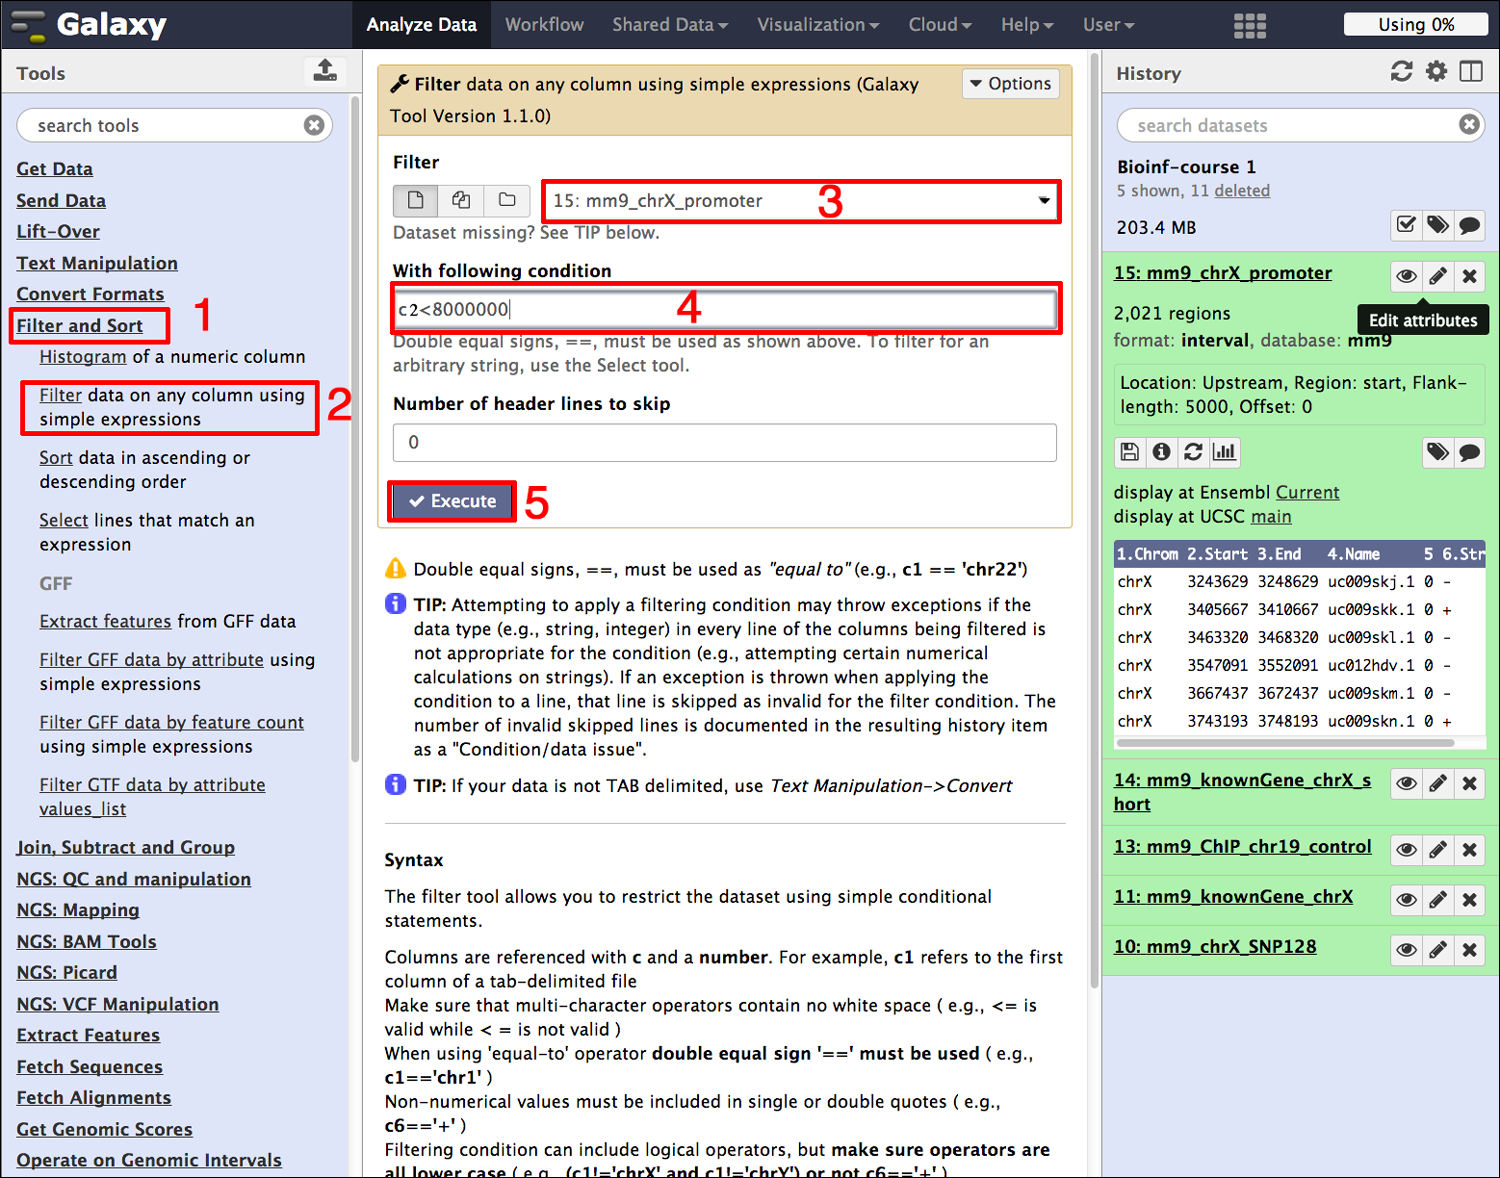 Galaxy
Analyze Data
Workflow
Shared Data
Visualization
Cloud
Help
User
Using 0%
Tools
search tools
Get Data
Send Data
Lift-Over
Text Manipulation
Convert Formats
Filter and Sort
1
Histogram of a numeric column
Filter data on any column using
simple expressions
2
Sort data in ascending or
descending order
Select lines that match an
expression
GFF
Extract features from GFF data
Filter GFF data by attribute using
simple expressions
Filter GFF data by feature count
using simple expressions
Filter GTF data by attribute
values_list
Join, Subtract and Group
NGS: QC and manipulation
NGS: Mapping
NGS: BAM Tools
NGS: Picard
NGS: VCF Manipulation
Extract Features
Fetch Sequences
Fetch Alignments
Get Genomic Scores
Operate on Genomic Intervals
Filter data on any column using simple expressions (Galaxy
Tool Version 1.1.0)
Options
Filter
15: mm9_chrX_promoter
3
Dataset missing? See TIP below.
With following condition
c2<8000000
4
Double equal signs, ==, must be used as shown above. To filter for an
arbitrary string, use the Select tool.
Number of header lines to skip
0
Execute
5
Double equal signs, ==, must be used as "equal to" (e.g., c1 == 'chr22')
TIP: Attempting to apply a filtering condition may throw exceptions if the
data type (e.g., string, integer) in every line of the columns being filtered is
not appropriate for the condition (e.g., attempting certain numerical
calculations on strings). If an exception is thrown when applying the
condition to a line, that line is skipped as invalid for the filter condition. The
number of invalid skipped lines is documented in the resulting history item
as a "Condition/data issue".
TIP: If your data is not TAB delimited, use Text Manipulation->Convert
Syntax
The filter tool allows you to restrict the dataset using simple conditional
statements.
Columns are referenced with c and a number. For example, c1 refers to the first
column of a tab-delimited file
Make sure that multi-character operators contain no white space ( e.g., <= is
valid while < = is not valid )
When using 'equal-to' operator double equal sign '==' must be used ( e.g.,
c1=='chr1' )
Non-numerical values must be included in single or double quotes ( e.g.,
c6=='+' )
Filtering condition can include logical operators, but make sure operators are
all lower case ( e.g., (c1!='chrX' and c1!='chrY') or not c6=='+' )
History
search datasets
Bioinf-course 1
5 shown, 11 deleted
203.4 MB
15: mm9_chrX_promoter
2,021 regions
Edit attributes
format: interval, database: mm9
Location: Upstream, Region: start, Flank-
length: 5000, Offset: 0
display at Ensembl Current
display at UCSC main
1.Chrom 2.Start 3.End 4.Name 5 6.Str
chrX 3243629 3248629 uc009skj.1 0 -
chrX 3405667 3410667 uc009skk.1 0 +
chrX 3463320 3468320 uc009skl.1 0 -
chrX 3547091 3552091 uc012hdv.1 0 -
chrX 3667437 3672437 uc009skm.1 0 -
chrX 3743193 3748193 uc009skn.1 0 +
14: mm9_knownGene_chrX_s
hort
13: mm9_ChIP_chr19_control
11: mm9_knownGene_chrX
10: mm9_chrX_SNP128